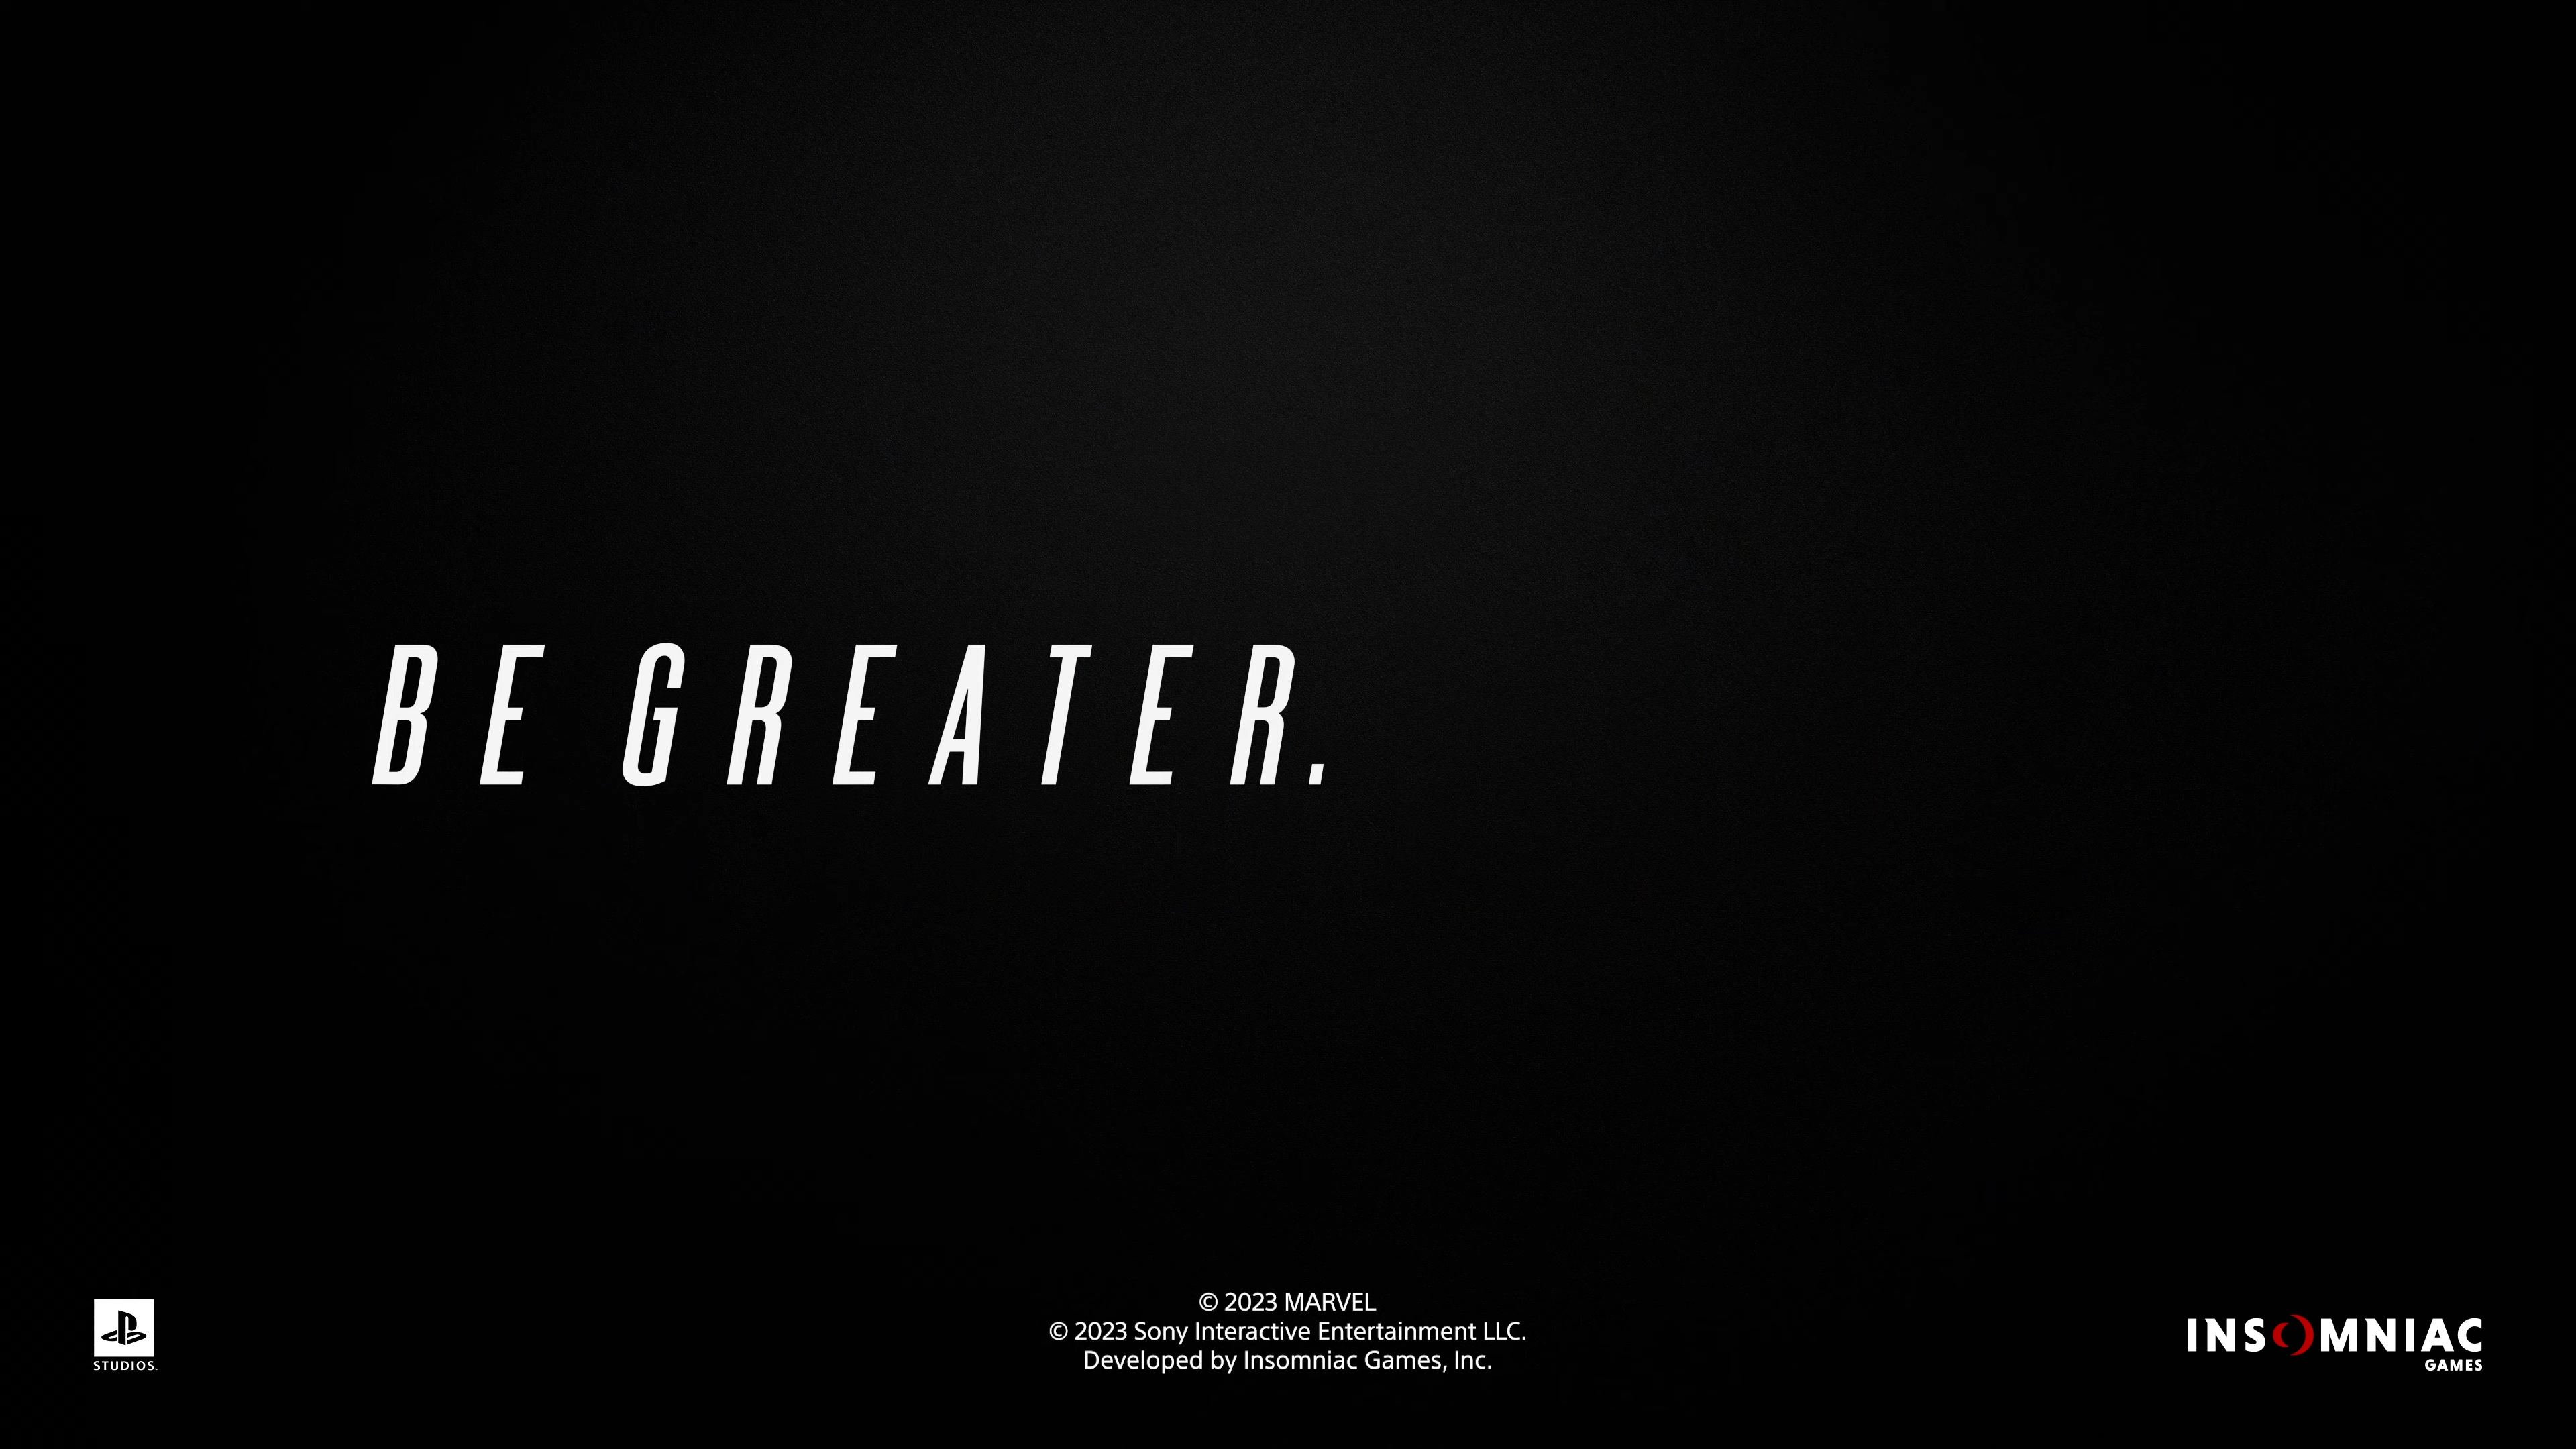 BE GREATER.
© 2023 MARVEL
© 2023 Sony Interactive Entertainment LLC.
Developed by Insomniac Games, Inc.
STUDIOS
INSOMNIAC
GAMES